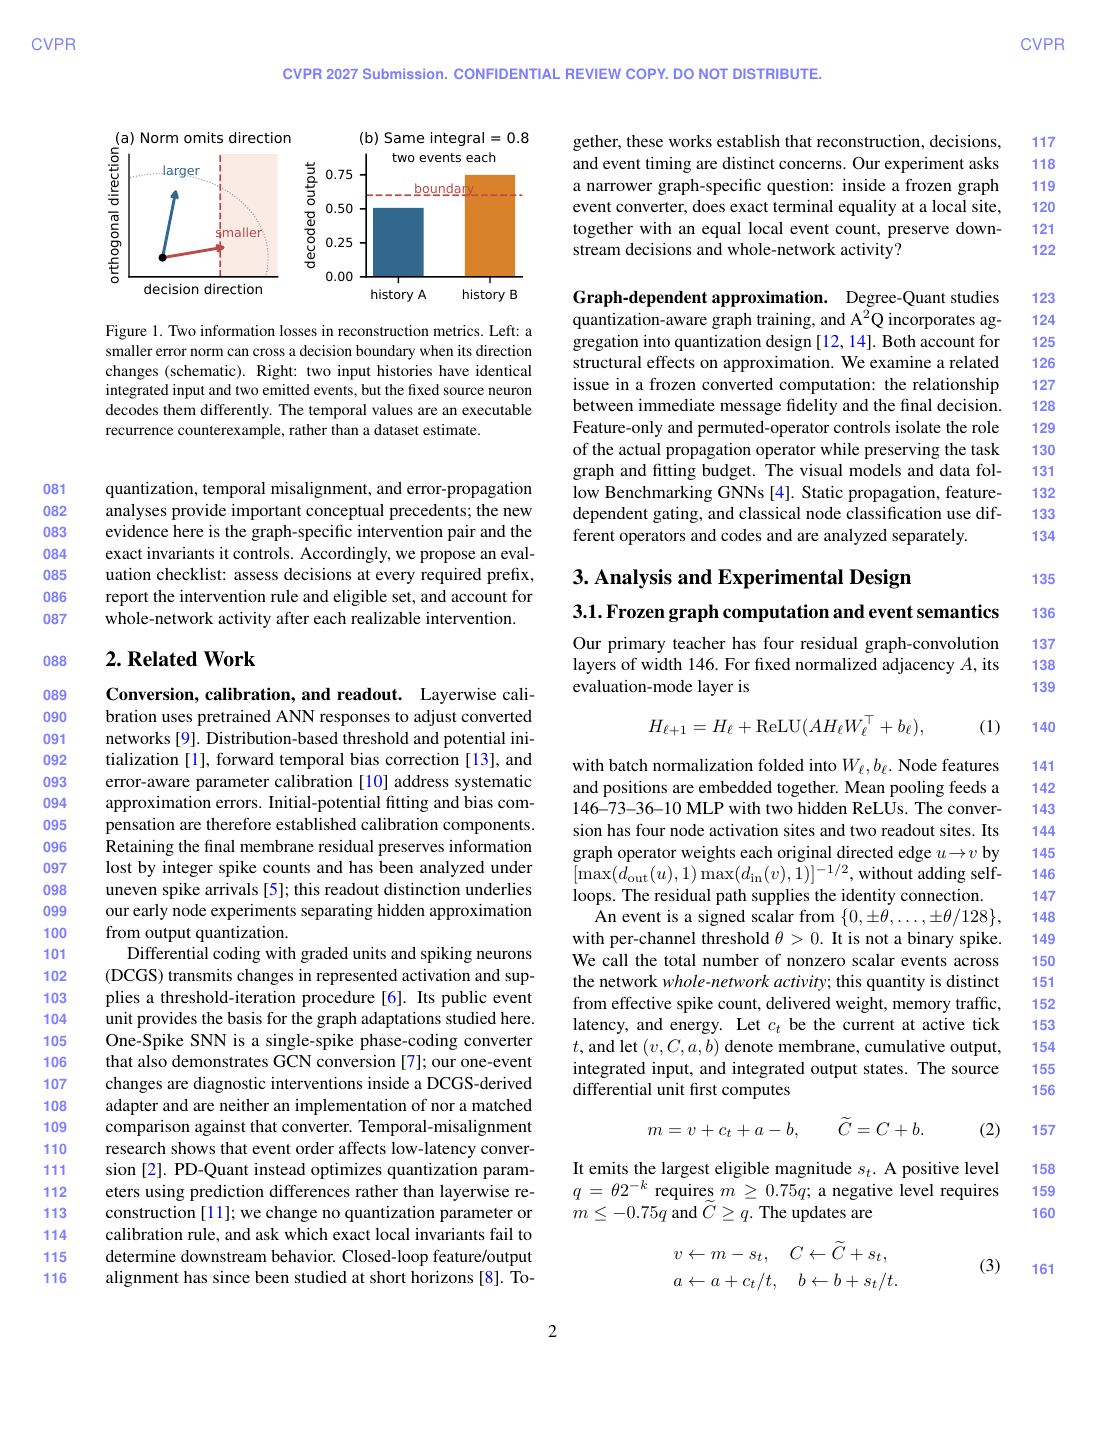 CVPR
CVPR
CVPR 2027 Submission. CONFIDENTIAL REVIEW COPY. DO NOT DISTRIBUTE.
(a) Norm omits direction
larger
smaller
orthogonal direction
decision direction
(b) Same integral = 0.8
two events each
boundary
decoded output
0.75
0.50
0.25
0.00
history A
history B
Figure 1. Two information losses in reconstruction metrics. Left: a
smaller error norm can cross a decision boundary when its direction
changes (schematic). Right: two input histories have identical
integrated input and two emitted events, but the fixed source neuron
decodes them differently. The temporal values are an executable
recurrence counterexample, rather than a dataset estimate.
081 quantization, temporal misalignment, and error-propagation
082 analyses provide important conceptual precedents; the new
083 evidence here is the graph-specific intervention pair and the
084 exact invariants it controls. Accordingly, we propose an eval-
085 uation checklist: assess decisions at every required prefix,
086 report the intervention rule and eligible set, and account for
087 whole-network activity after each realizable intervention.
088 2. Related Work
089 Conversion, calibration, and readout. Layerwise cali-
090 bration uses pretrained ANN responses to adjust converted
091 networks [9]. Distribution-based threshold and potential ini-
092 tialization [1], forward temporal bias correction [13], and
093 error-aware parameter calibration [10] address systematic
094 approximation errors. Initial-potential fitting and bias com-
095 pensation are therefore established calibration components.
096 Retaining the final membrane residual preserves information
097 lost by integer spike counts and has been analyzed under
098 uneven spike arrivals [5]; this readout distinction underlies
099 our early node experiments separating hidden approximation
100 from output quantization.
101 Differential coding with graded units and spiking neurons
102 (DCGS) transmits changes in represented activation and sup-
103 plies a threshold-iteration procedure [6]. Its public event
104 unit provides the basis for the graph adaptations studied here.
105 One-Spike SNN is a single-spike phase-coding converter
106 that also demonstrates GCN conversion [7]; our one-event
107 changes are diagnostic interventions inside a DCGS-derived
108 adapter and are neither an implementation of nor a matched
109 comparison against that converter. Temporal-misalignment
110 research shows that event order affects low-latency conver-
111 sion [2]. PD-Quant instead optimizes quantization param-
112 eters using prediction differences rather than layerwise re-
113 construction [11]; we change no quantization parameter or
114 calibration rule, and ask which exact local invariants fail to
115 determine downstream behavior. Closed-loop feature/output
116 alignment has since been studied at short horizons [8]. To-
gether, these works establish that reconstruction, decisions, 117
and event timing are distinct concerns. Our experiment asks 118
a narrower graph-specific question: inside a frozen graph 119
event converter, does exact terminal equality at a local site, 120
together with an equal local event count, preserve down- 121
stream decisions and whole-network activity? 122
Graph-dependent approximation. Degree-Quant studies 123
quantization-aware graph training, and A²Q incorporates ag- 124
gregation into quantization design [12, 14]. Both account for 125
structural effects on approximation. We examine a related 126
issue in a frozen converted computation: the relationship 127
between immediate message fidelity and the final decision. 128
Feature-only and permuted-operator controls isolate the role 129
of the actual propagation operator while preserving the task 130
graph and fitting budget. The visual models and data fol- 131
low Benchmarking GNNs [4]. Static propagation, feature- 132
dependent gating, and classical node classification use dif- 133
ferent operators and codes and are analyzed separately. 134
3. Analysis and Experimental Design 135
3.1. Frozen graph computation and event semantics 136
Our primary teacher has four residual graph-convolution 137
layers of width 146. For fixed normalized adjacency A, its 138
evaluation-mode layer is 139
H_{ℓ+1} = H_ℓ + ReLU(AH_ℓW_ℓ^⊤ + b_ℓ), (1) 140
with batch normalization folded into W_ℓ, b_ℓ. Node features 141
and positions are embedded together. Mean pooling feeds a 142
146–73–36–10 MLP with two hidden ReLUs. The conver- 143
sion has four node activation sites and two readout sites. Its 144
graph operator weights each original directed edge u→v by 145
[max(d_out(u), 1) max(d_in(v), 1)]^{−1/2}, without adding self- 146
loops. The residual path supplies the identity connection. 147
An event is a signed scalar from {0, ±θ, . . . , ±θ/128}, 148
with per-channel threshold θ > 0. It is not a binary spike. 149
We call the total number of nonzero scalar events across 150
the network whole-network activity; this quantity is distinct 151
from effective spike count, delivered weight, memory traffic, 152
latency, and energy. Let c_t be the current at active tick 153
t, and let (v, C, a, b) denote membrane, cumulative output, 154
integrated input, and integrated output states. The source 155
differential unit first computes 156
m = v + c_t + a − b, C̃ = C + b. (2) 157
It emits the largest eligible magnitude s_t. A positive level 158
q = θ2^{−k} requires m ≥ 0.75q; a negative level requires 159
m ≤ −0.75q and C̃ ≥ q. The updates are 160
v ← m − s_t, C ← C̃ + s_t,
a ← a + c_t/t, b ← b + s_t/t. (3) 161
2